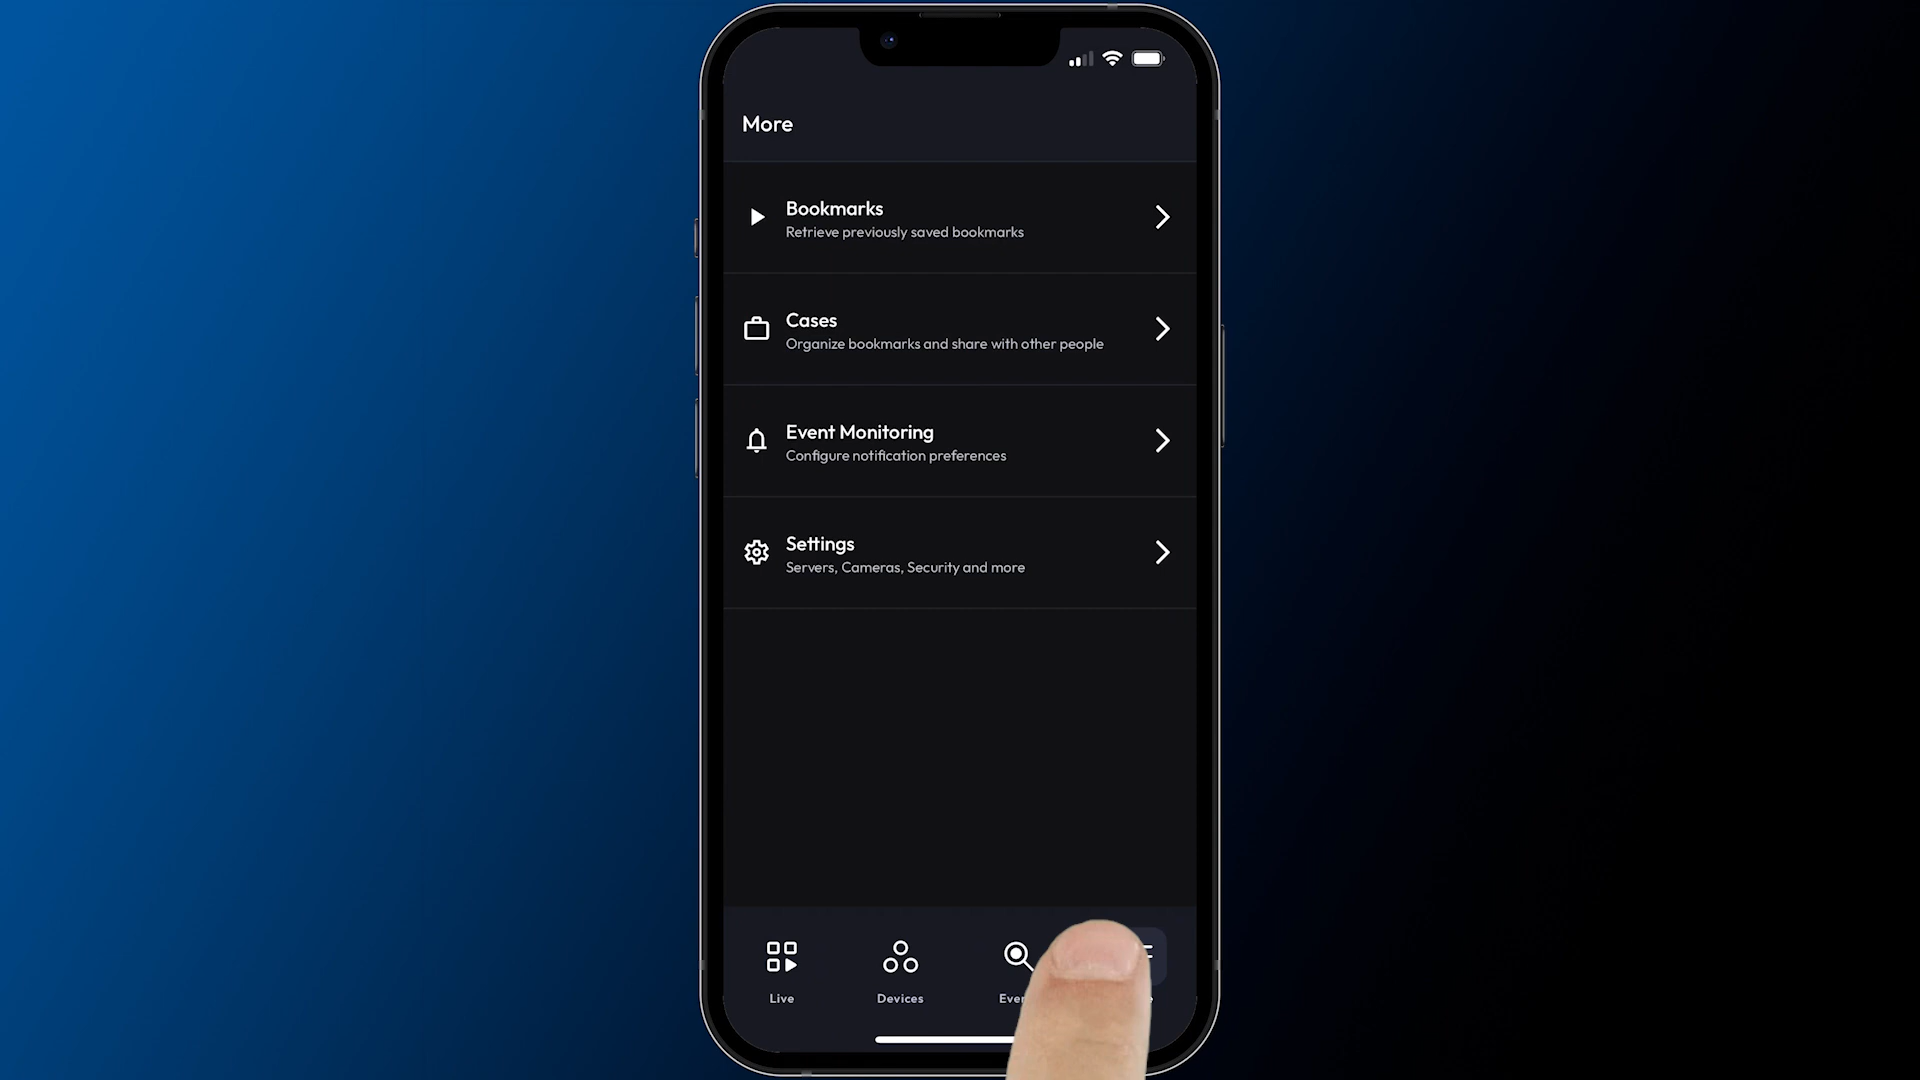 More
Bookmarks
Retrieve previously saved bookmarks
Cases
Organize bookmarks and share with other people
Event Monitoring
Configure notification preferences
Settings
Servers, Cameras, Security and more
Live
Devices